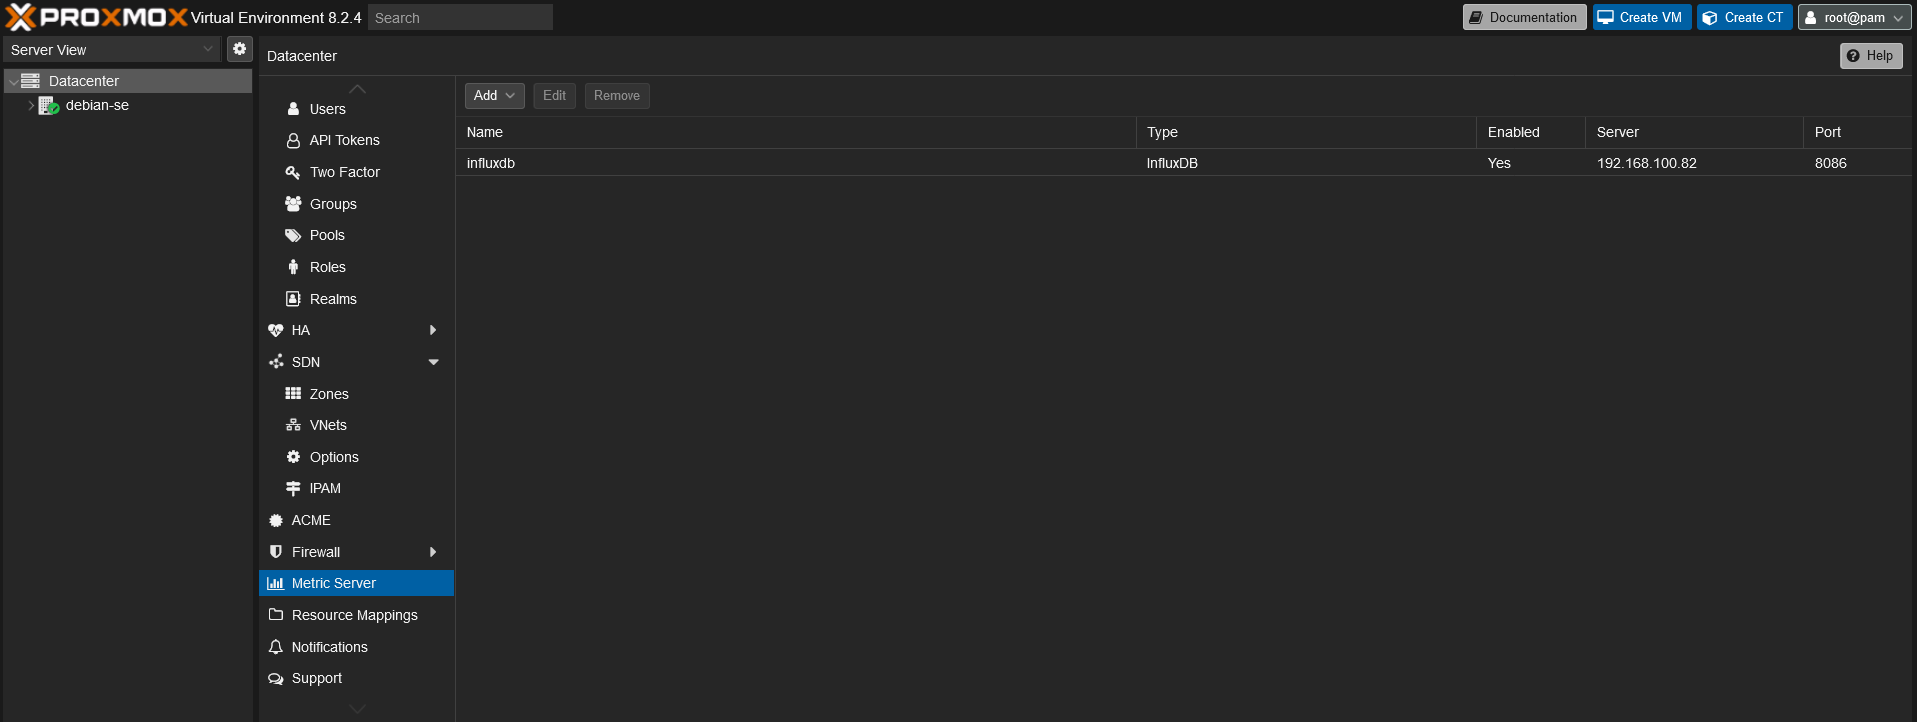 PROXMOX Virtual Environment 8.2.4 Search Documentation Create VM Create CT root@pam
Server View
Datacenter
debian-se
Datacenter Help
Users
API Tokens
Two Factor
Groups
Pools
Roles
Realms
HA
SDN
Zones
VNets
Options
IPAM
ACME
Firewall
Metric Server
Resource Mappings
Notifications
Support
Add Edit Remove
Name Type Enabled Server Port
influxdb InfluxDB Yes 192.168.100.82 8086